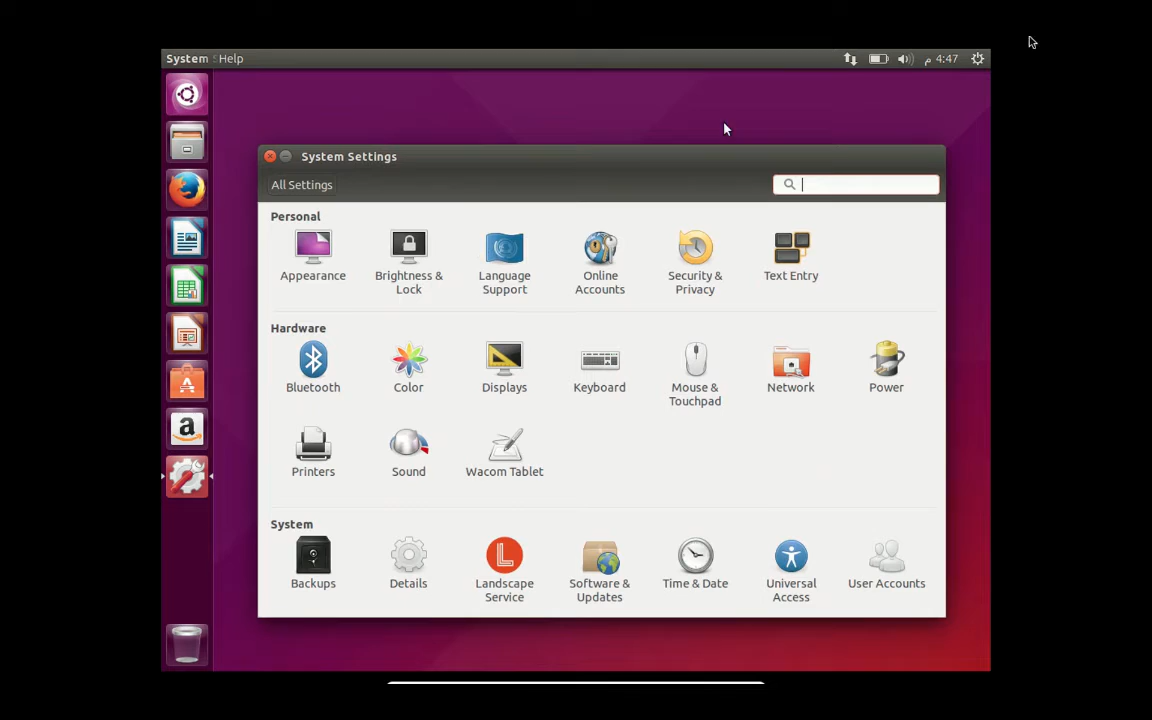 System Help
4:47 م
System Settings
All Settings
Personal
Appearance
Brightness &
Lock
Language
Support
Online
Accounts
Security &
Privacy
Text Entry
Hardware
Bluetooth
Color
Displays
Keyboard
Mouse &
Touchpad
Network
Power
Printers
Sound
Wacom Tablet
System
Backups
Details
Landscape
Service
Software &
Updates
Time & Date
Universal
Access
User Accounts